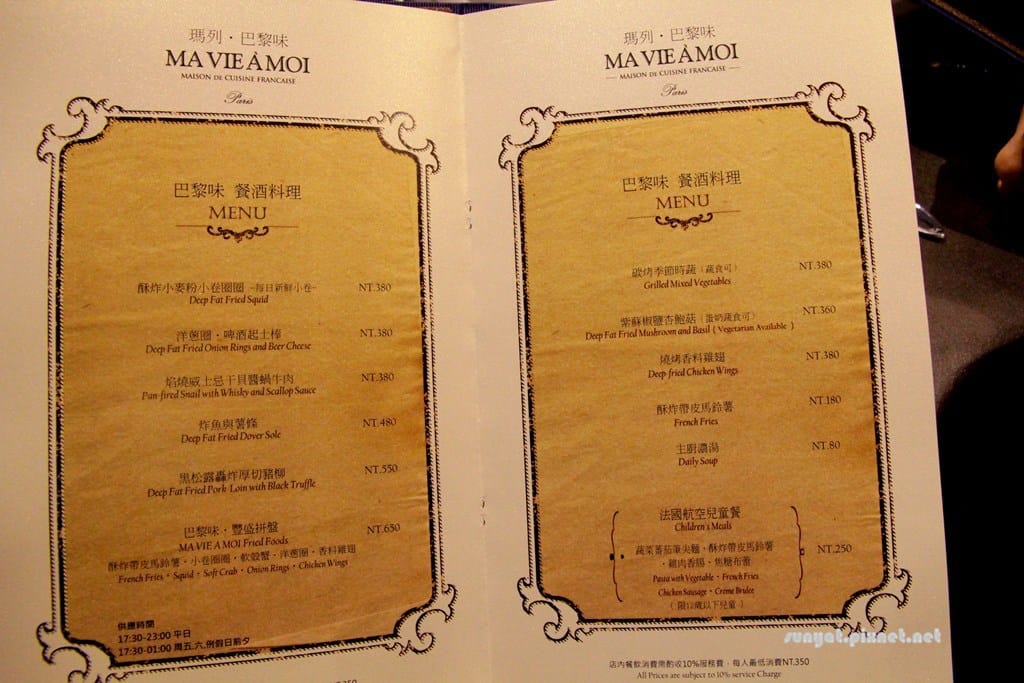 瑪列・巴黎味
MA VIE À MOI
MAISON DE CUISINE FRANCAISE
Paris
巴黎味 餐酒料理
MENU
酥炸小麥粉小卷圈圈 ~每日新鮮小卷~ NT.380
Deep Fat Fried Squid
洋蔥圈・啤酒起士棒 NT.380
Deep Fat Fried Onion Rings and Beer Cheese
焰燒威士忌干貝醬蝸牛肉 NT.380
Pan-fired Snail with Whisky and Scallop Sauce
炸魚與薯條 NT.480
Deep Fat Fried Dover Sole
黑松露轟炸厚切豬柳 NT.550
Deep Fat Fried Pork Loin with Black Truffle
巴黎味・豐盛拼盤 NT.650
MA VIE A MOI Fried Foods
酥炸帶皮馬鈴薯・小卷圈圈・軟殼蟹・洋蔥圈・香料雞翅
French Fries・Squid・Soft Crab・Onion Rings・Chicken Wings
供應時間
17:30-23:00 平日
17:30-01:00 周五,六,例假日前夕
瑪列・巴黎味
MA VIE À MOI
MAISON DE CUISINE FRANCAISE
Paris
巴黎味 餐酒料理
MENU
碳烤季節時蔬（蔬食可） NT.380
Grilled Mixed Vegetables
紫蘇椒鹽杏鮑菇（蛋奶蔬食可） NT.360
Deep Fat Fried Mushroom and Basil ( Vegetarian Available )
燒烤香料雞翅 NT.380
Deep-fried Chicken Wings
酥炸帶皮馬鈴薯 NT.180
French Fries
主廚濃湯 NT.80
Daily Soup
法國航空兒童餐
Children's Meals
蔬菜蕃茄筆尖麵・酥炸帶皮馬鈴薯 NT.250
・雞肉香腸・焦糖布蕾
Pasta with Vegetable・French Fries
Chicken Sausage・Crème Brulee
（限12歲以下兒童）
店內餐飲消費需酌收10%服務費，每人最低消費NT.350
All Prices are subject to 10% service Charge
sunyat.pixnet.net